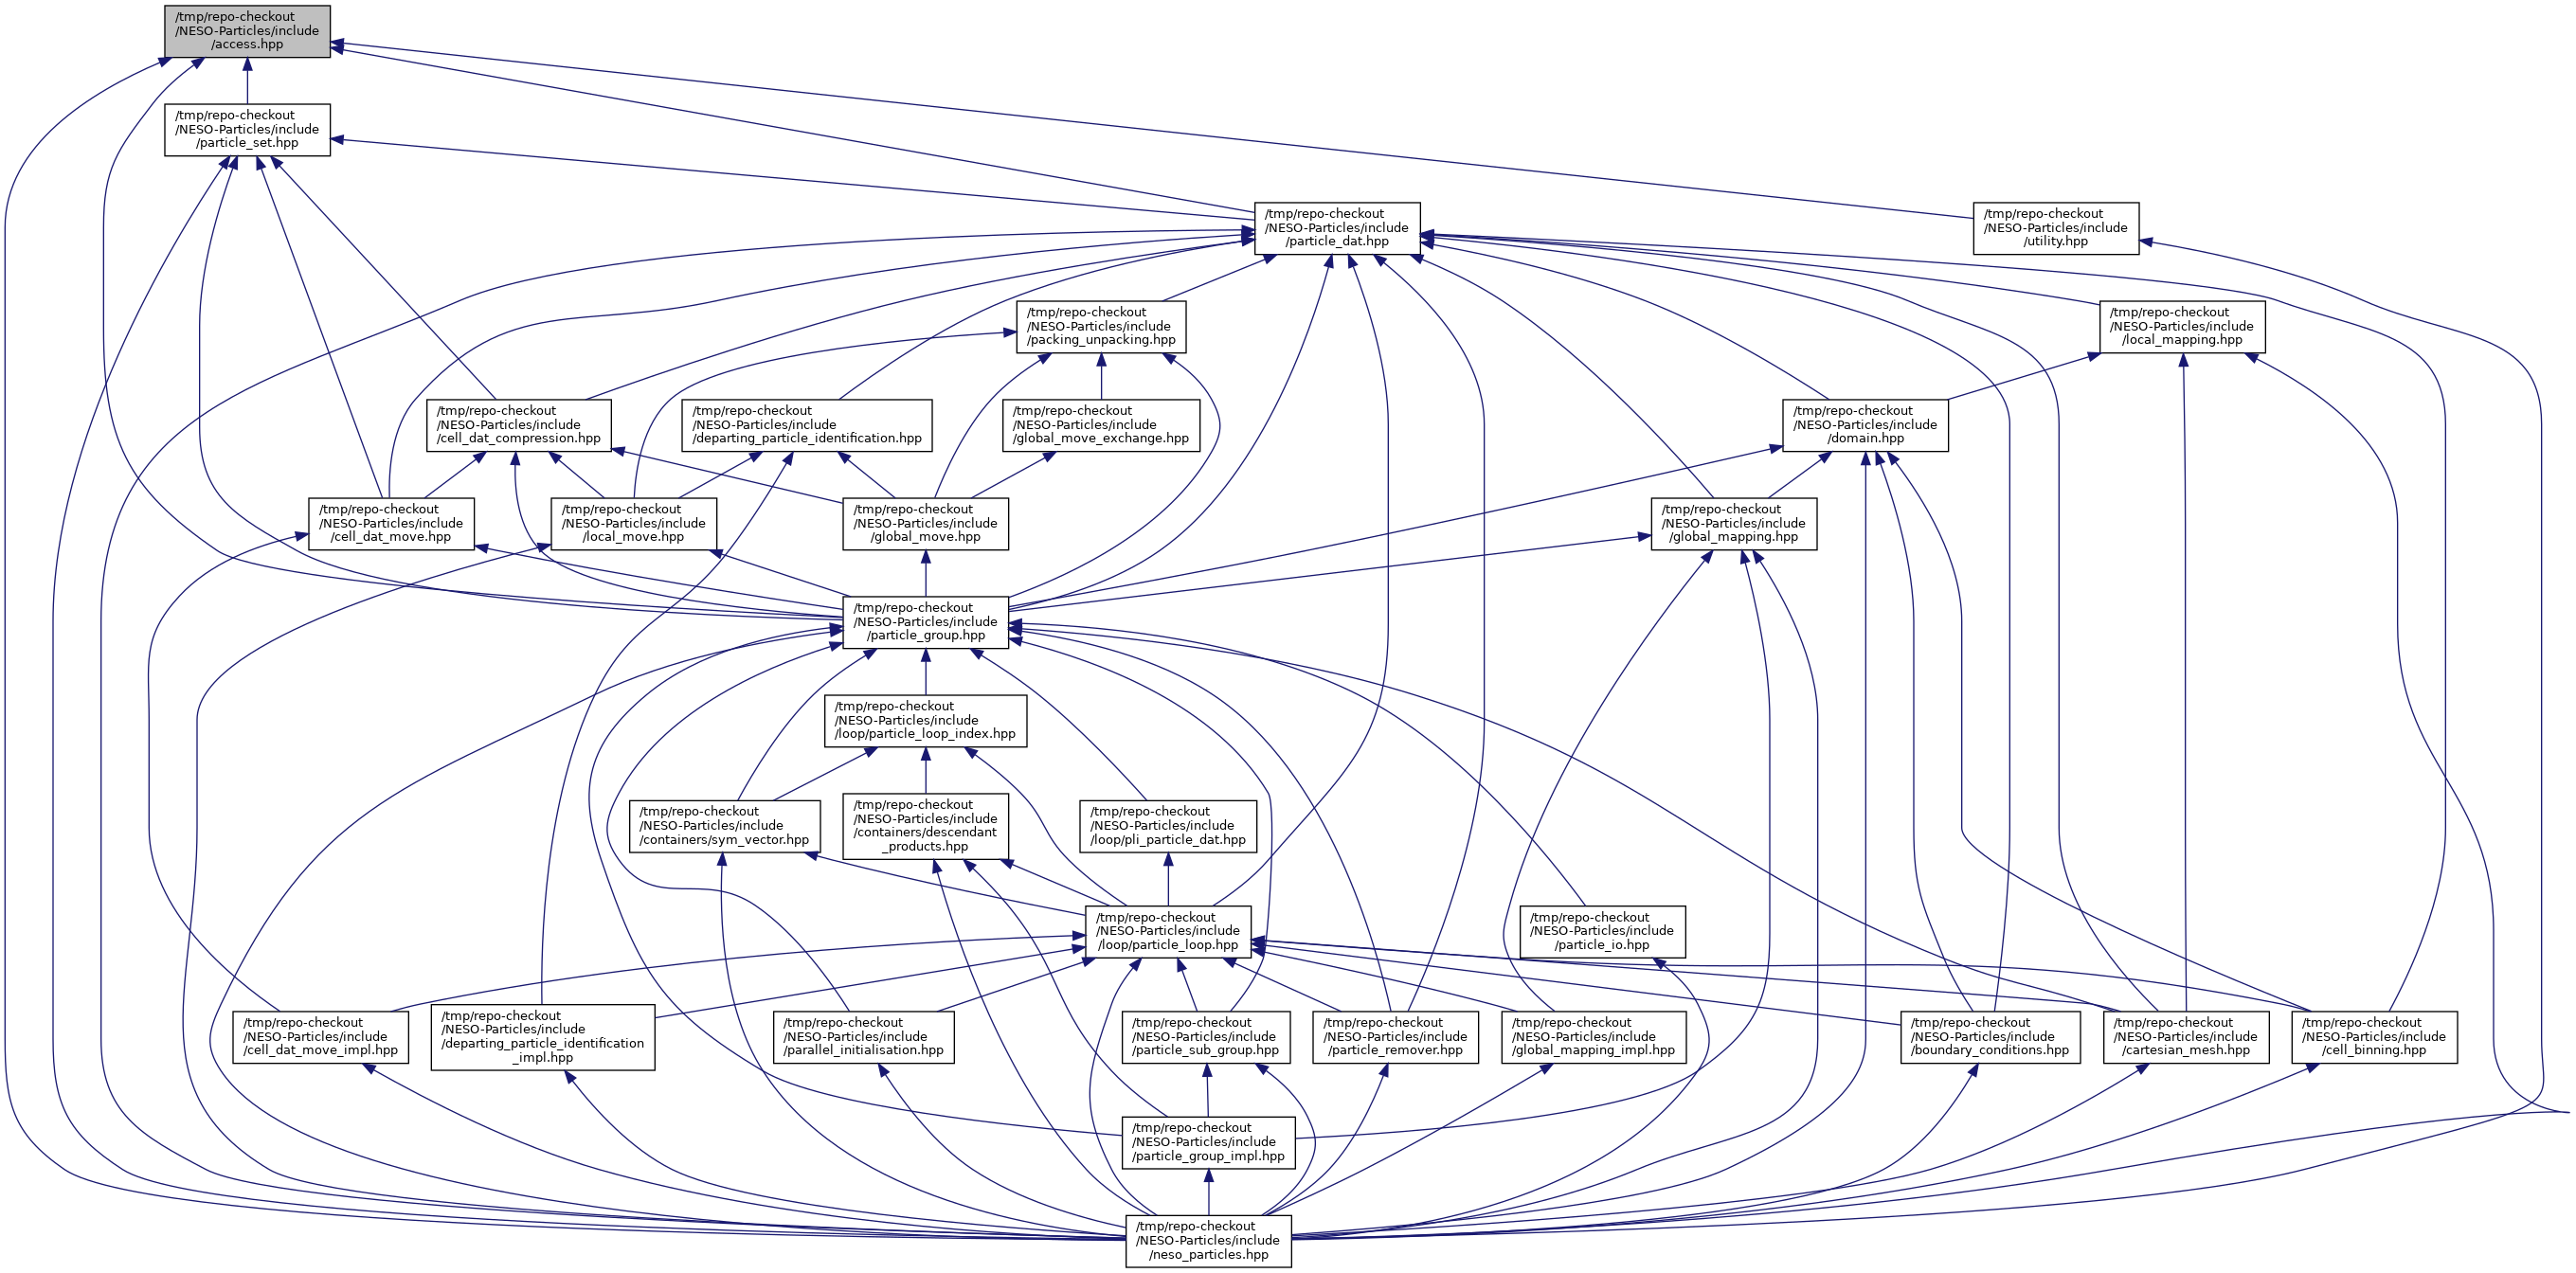 /tmp/repo-checkout
/NESO-Particles/include
/access.hpp
/tmp/repo-checkout
/NESO-Particles/include
/particle_set.hpp
/tmp/repo-checkout
/NESO-Particles/include
/particle_dat.hpp
/tmp/repo-checkout
/NESO-Particles/include
/utility.hpp
/tmp/repo-checkout
/NESO-Particles/include
/packing_unpacking.hpp
/tmp/repo-checkout
/NESO-Particles/include
/local_mapping.hpp
/tmp/repo-checkout
/NESO-Particles/include
/cell_dat_compression.hpp
/tmp/repo-checkout
/NESO-Particles/include
/departing_particle_identification.hpp
/tmp/repo-checkout
/NESO-Particles/include
/global_move_exchange.hpp
/tmp/repo-checkout
/NESO-Particles/include
/domain.hpp
/tmp/repo-checkout
/NESO-Particles/include
/cell_dat_move.hpp
/tmp/repo-checkout
/NESO-Particles/include
/local_move.hpp
/tmp/repo-checkout
/NESO-Particles/include
/global_move.hpp
/tmp/repo-checkout
/NESO-Particles/include
/global_mapping.hpp
/tmp/repo-checkout
/NESO-Particles/include
/particle_group.hpp
/tmp/repo-checkout
/NESO-Particles/include
/loop/particle_loop_index.hpp
/tmp/repo-checkout
/NESO-Particles/include
/containers/sym_vector.hpp
/tmp/repo-checkout
/NESO-Particles/include
/containers/descendant
_products.hpp
/tmp/repo-checkout
/NESO-Particles/include
/loop/pli_particle_dat.hpp
/tmp/repo-checkout
/NESO-Particles/include
/loop/particle_loop.hpp
/tmp/repo-checkout
/NESO-Particles/include
/particle_io.hpp
/tmp/repo-checkout
/NESO-Particles/include
/cell_dat_move_impl.hpp
/tmp/repo-checkout
/NESO-Particles/include
/departing_particle_identification
_impl.hpp
/tmp/repo-checkout
/NESO-Particles/include
/parallel_initialisation.hpp
/tmp/repo-checkout
/NESO-Particles/include
/particle_sub_group.hpp
/tmp/repo-checkout
/NESO-Particles/include
/particle_remover.hpp
/tmp/repo-checkout
/NESO-Particles/include
/global_mapping_impl.hpp
/tmp/repo-checkout
/NESO-Particles/include
/boundary_conditions.hpp
/tmp/repo-checkout
/NESO-Particles/include
/cartesian_mesh.hpp
/tmp/repo-checkout
/NESO-Particles/include
/cell_binning.hpp
/tmp/repo-checkout
/NESO-Particles/include
/particle_group_impl.hpp
/tmp/repo-checkout
/NESO-Particles/include
/neso_particles.hpp